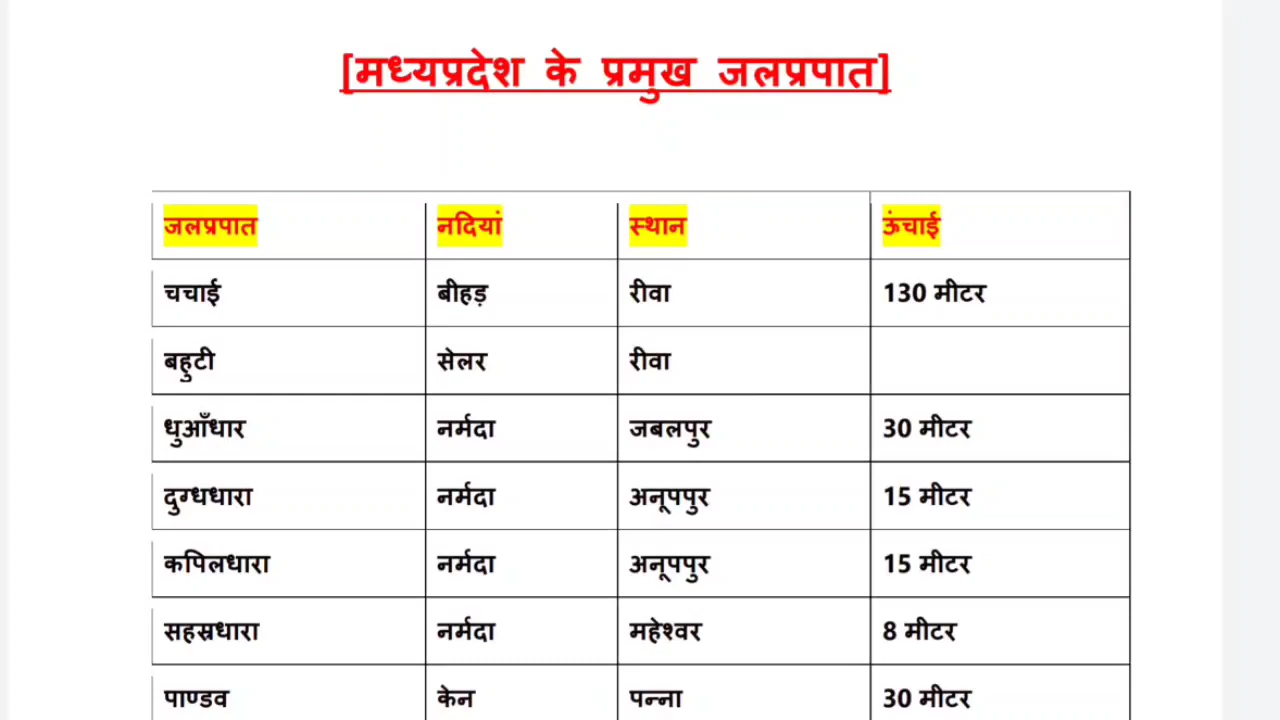 [मध्यप्रदेश के प्रमुख जलप्रपात]
जलप्रपात नदियां स्थान ऊंचाई
चचाई बीहड़ रीवा 130 मीटर
बहुटी सेलर रीवा
धुआँधार नर्मदा जबलपुर 30 मीटर
दुग्धधारा नर्मदा अनूपपुर 15 मीटर
कपिलधारा नर्मदा अनूपपुर 15 मीटर
सहस्रधारा नर्मदा महेश्वर 8 मीटर
पाण्डव केन पन्ना 30 मीटर